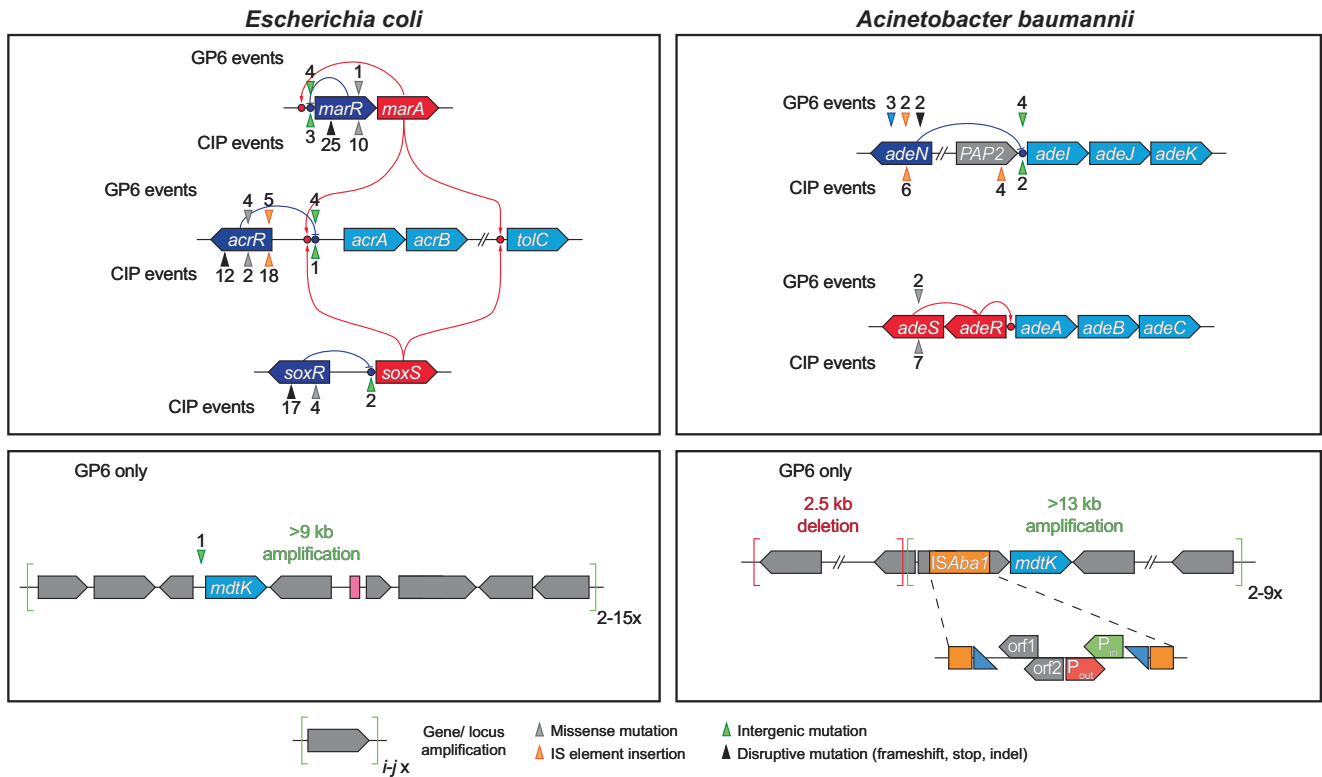 Escherichia coli
Acinetobacter baumannii
GP6 events
4 1
marR marA
CIP events
3 25 10
GP6 events
4 5 4
acrR acrA acrB tolC
CIP events
12 2 18 1
soxR soxS
CIP events
17 4 2
GP6 events
3 2 2 4
adeN PAP2 adeI adeJ adeK
CIP events
6 4 2
GP6 events
2
adeS adeR adeA adeB adeC
CIP events
7
GP6 only
1
>9 kb
amplification
mdtK
2-15x
GP6 only
2.5 kb
deletion
>13 kb
amplification
ISAba1 mdtK
2-9x
orf1 Pin
orf2 Pout
Gene/ locus
amplification
i-j x
Missense mutation
IS element insertion
Intergenic mutation
Disruptive mutation (frameshift, stop, indel)